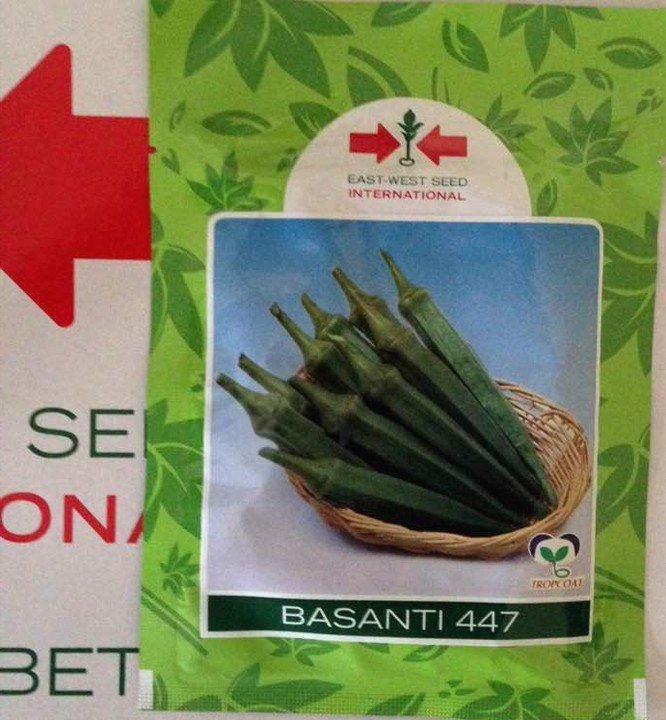 EAST-WEST SEED
INTERNATIONAL
TROPCOAT
BASANTI 447
SE
ONA
BET